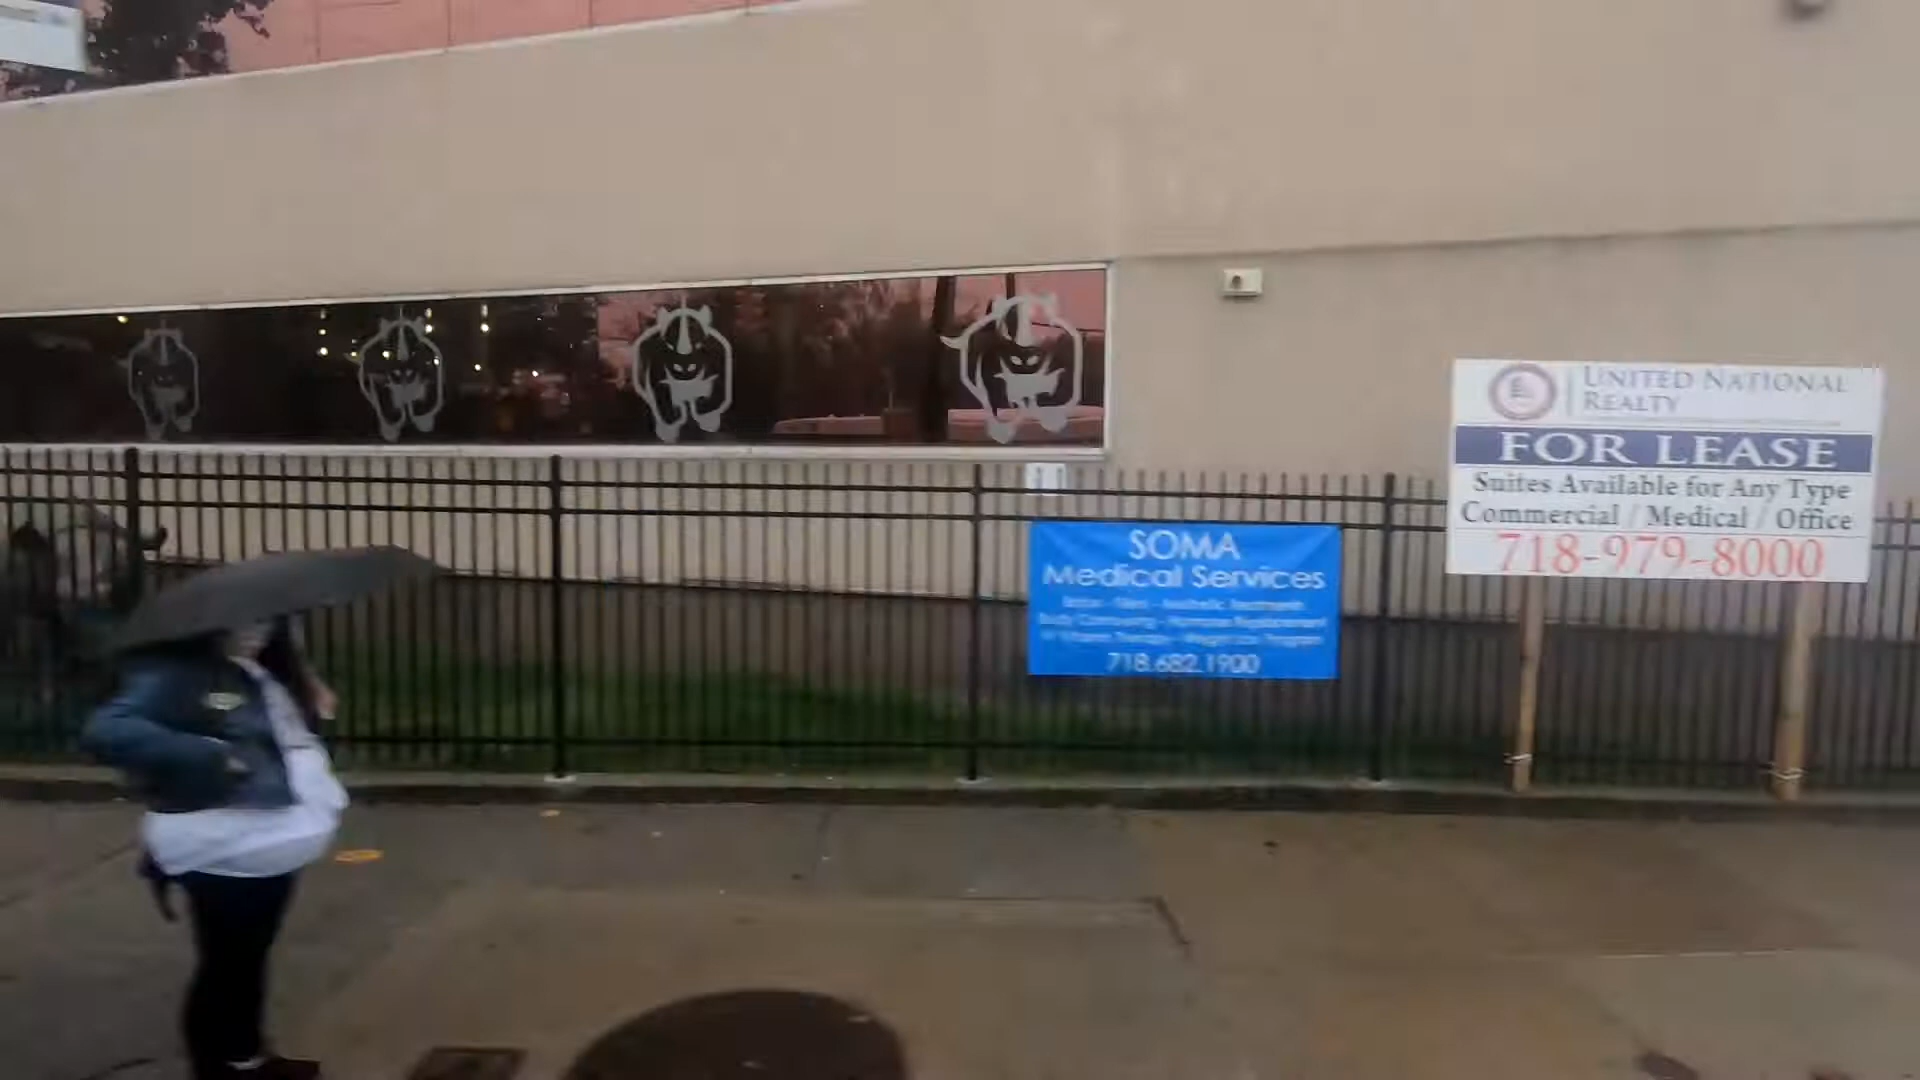 UNITED NATIONAL
REALTY
FOR LEASE
Suites Available for Any Type
Commercial / Medical / Office
718-979-8000
SOMA
Medical Services
718.682.1900